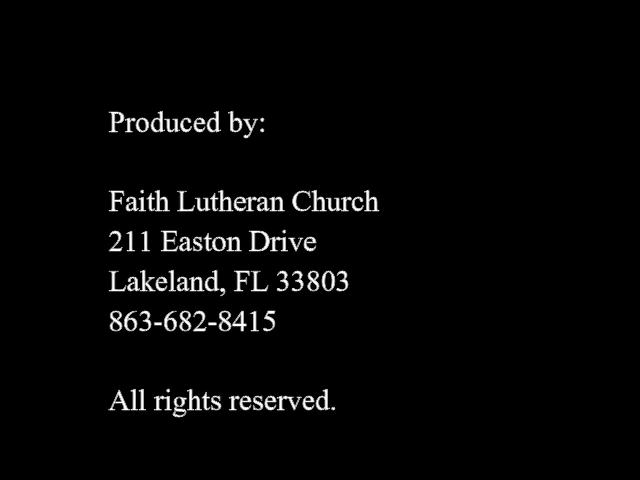 Produced by:
Faith Lutheran Church
211 Easton Drive
Lakeland, FL 33803
863-682-8415
All rights reserved.